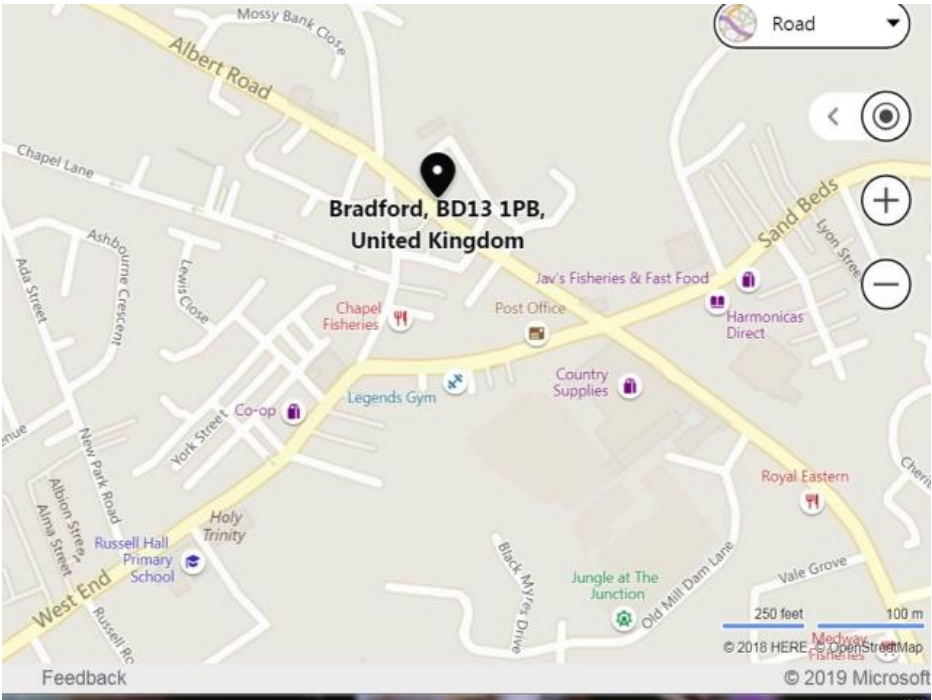 Mossy Bank Close
Road
Albert Road
Chapel Lane
Bradford, BD13 1PB,
United Kingdom
Sand Beds
Lyon Street
Ashbourne Crescent
Ada Street
Lewis Close
Jav's Fisheries & Fast Food
Chapel
Fisheries
Post Office
Harmonicas
Direct
Legends Gym
Country
Supplies
Co-op
York Street
New Park Road
Royal Eastern
Albion Street
Alma Street
Holy
Trinity
Russell Hall
Primary
School
West End
Black Myres Drive
Jungle at The
Junction
Old Mill Dam Lane
Vale Grove
250 feet
100 m
Medway
Fisheries
© 2018 HERE, © OpenStreetMap
Feedback
© 2019 Microsoft